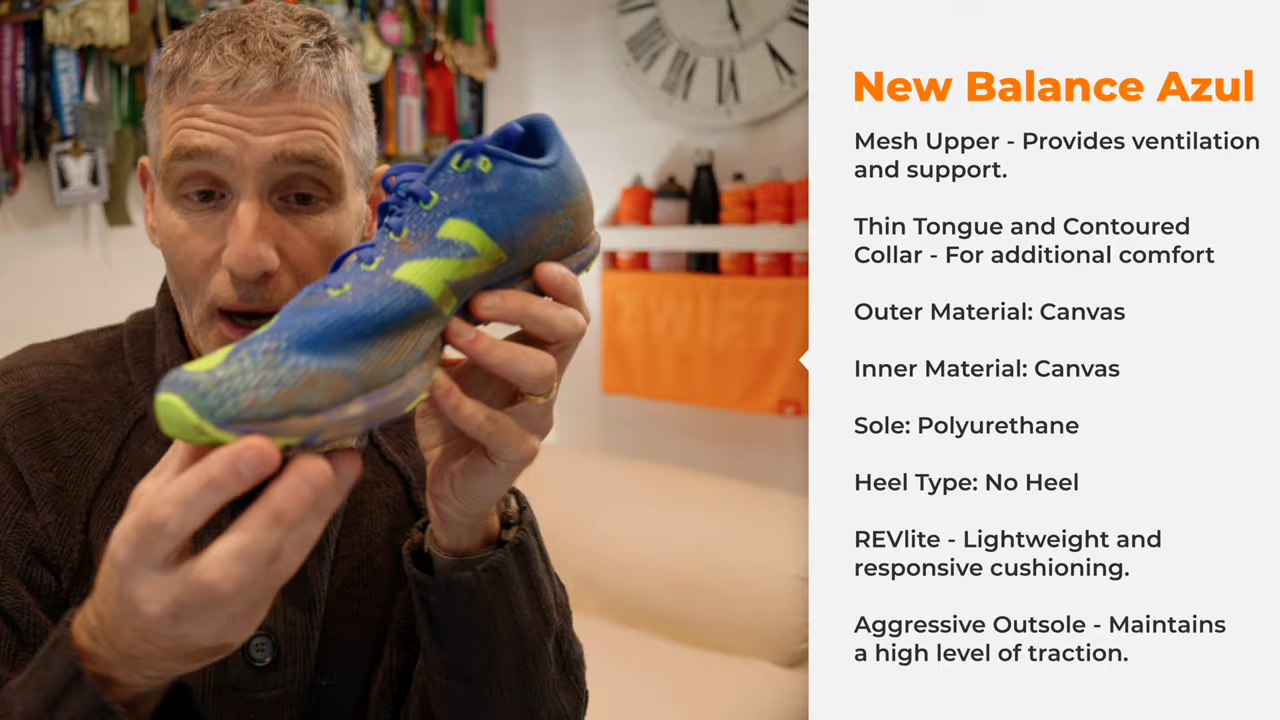 New Balance Azul
Mesh Upper - Provides ventilation
and support.
Thin Tongue and Contoured
Collar - For additional comfort
Outer Material: Canvas
Inner Material: Canvas
Sole: Polyurethane
Heel Type: No Heel
REVlite - Lightweight and
responsive cushioning.
Aggressive Outsole - Maintains
a high level of traction.
ZWIFT